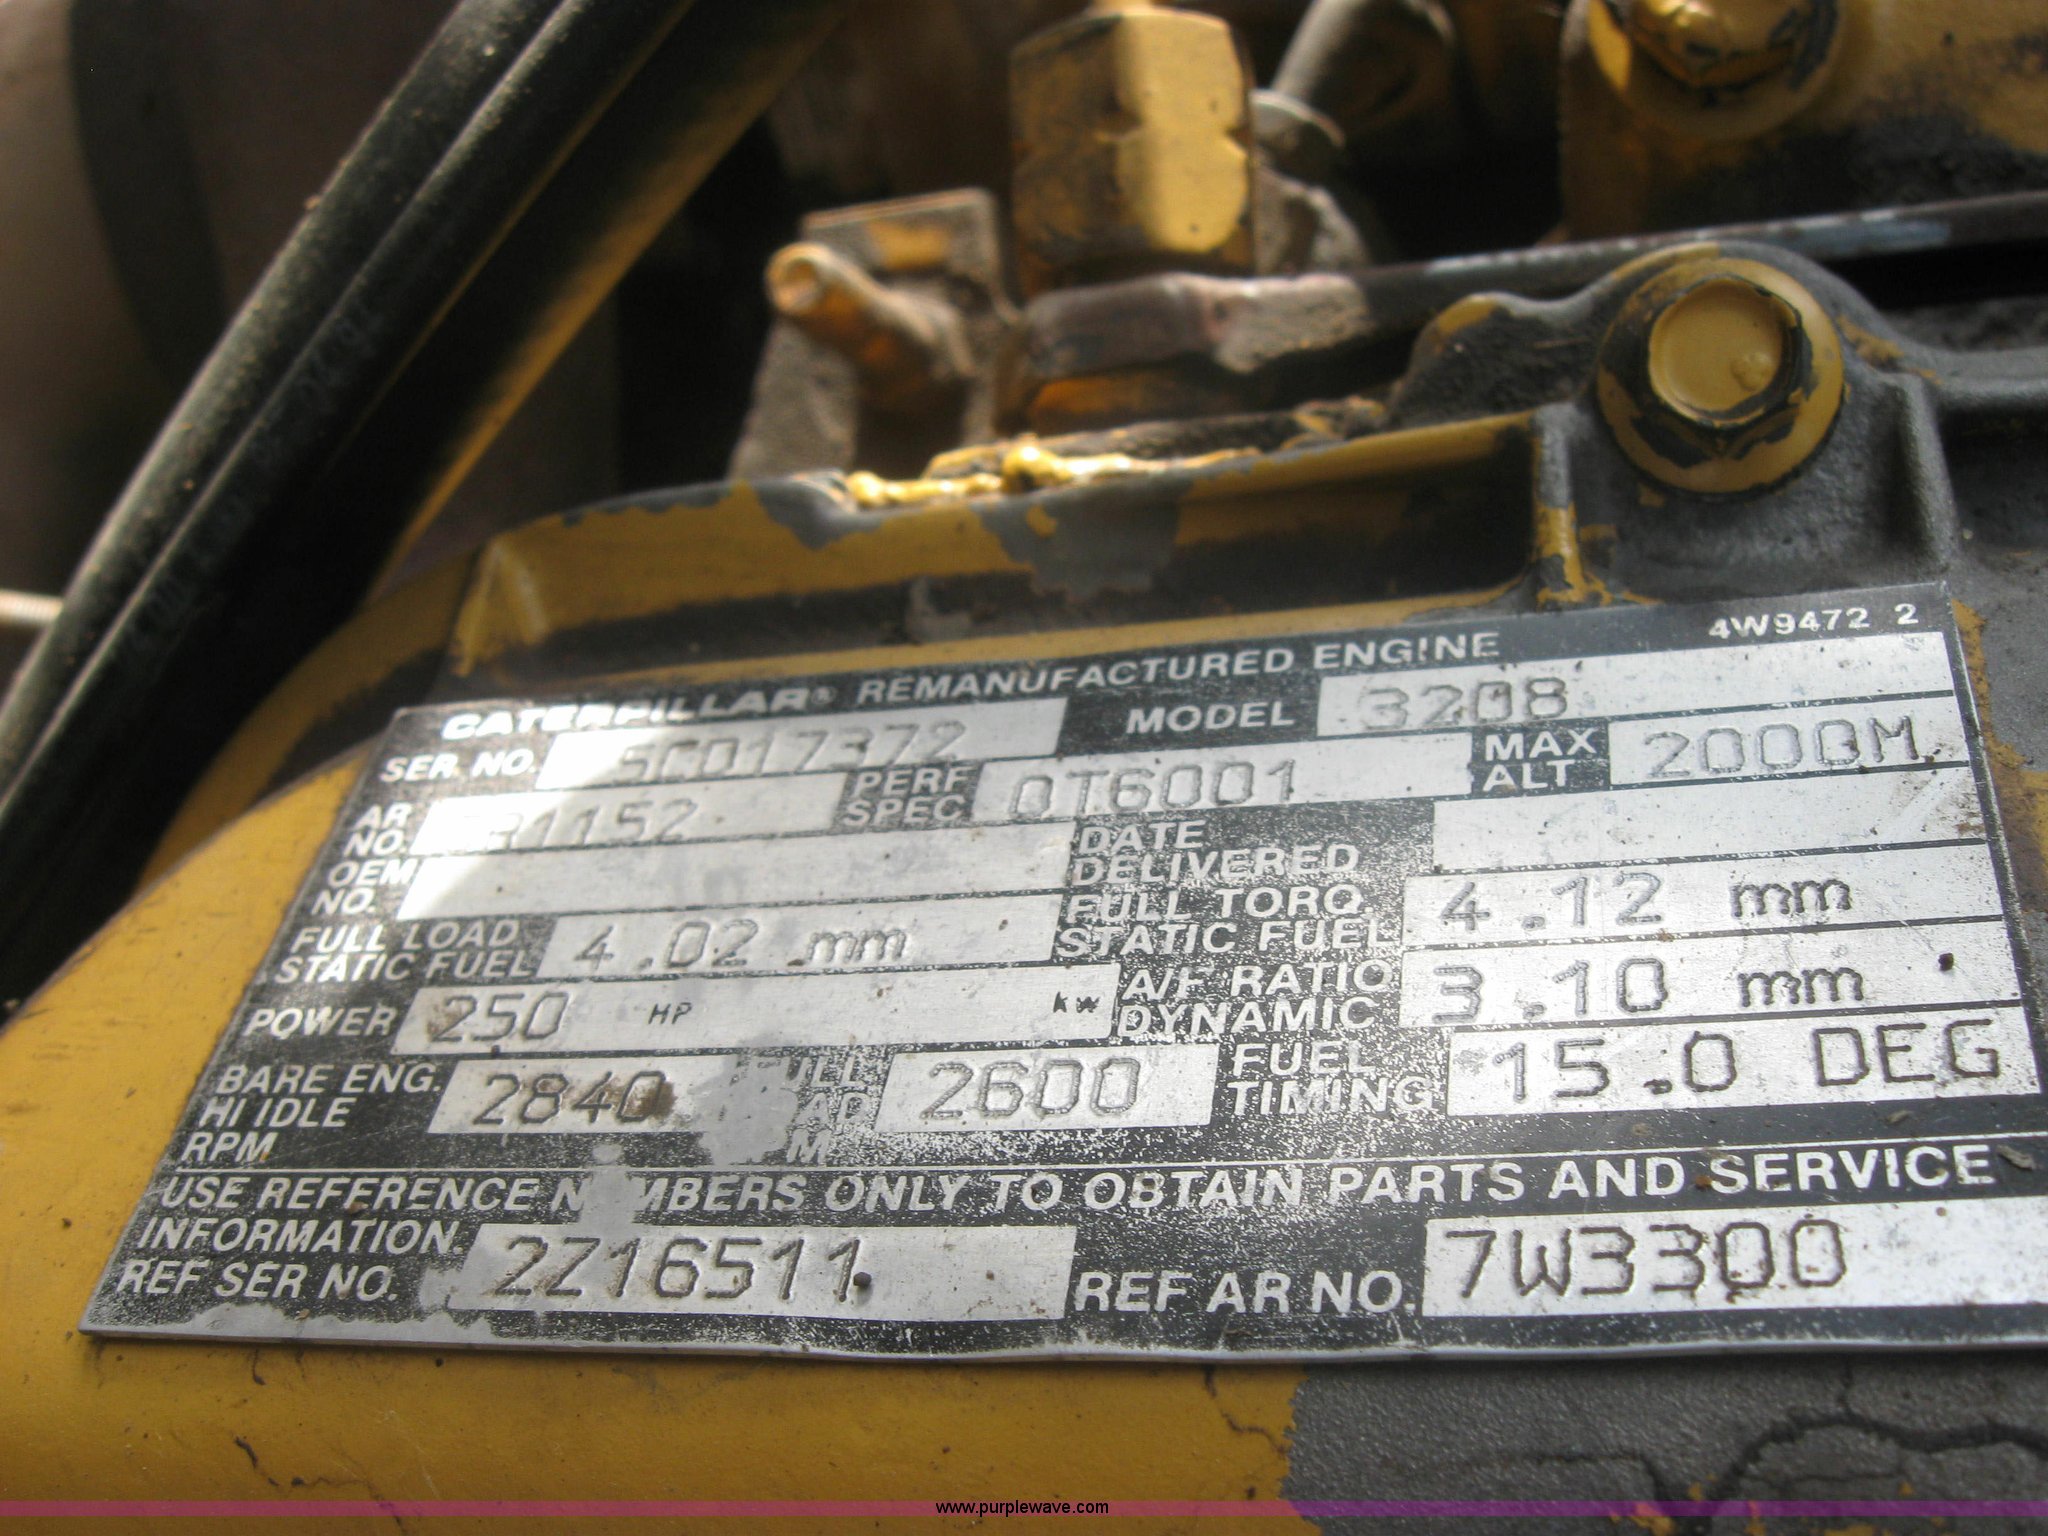 4W9472 2
CATERPILLAR® REMANUFACTURED ENGINE
SER NO. 5CD17372 MODEL 3208
AR NO. 1152 PERF SPEC 0T6001 MAX ALT 2000M
OEM NO. DATE DELIVERED
FULL LOAD STATIC FUEL 4.02 mm FULL TORQ. STATIC FUEL 4.12 mm
POWER 250 HP kW A/F RATIO DYNAMIC 3.10 mm
BARE ENG. HI IDLE RPM 2840 2600 FUEL TIMING 15.0 DEG
USE REFERENCE NUMBERS ONLY TO OBTAIN PARTS AND SERVICE
INFORMATION.
REF SER NO. 2Z16511 REF AR NO. 7W3300
www.purplewave.com